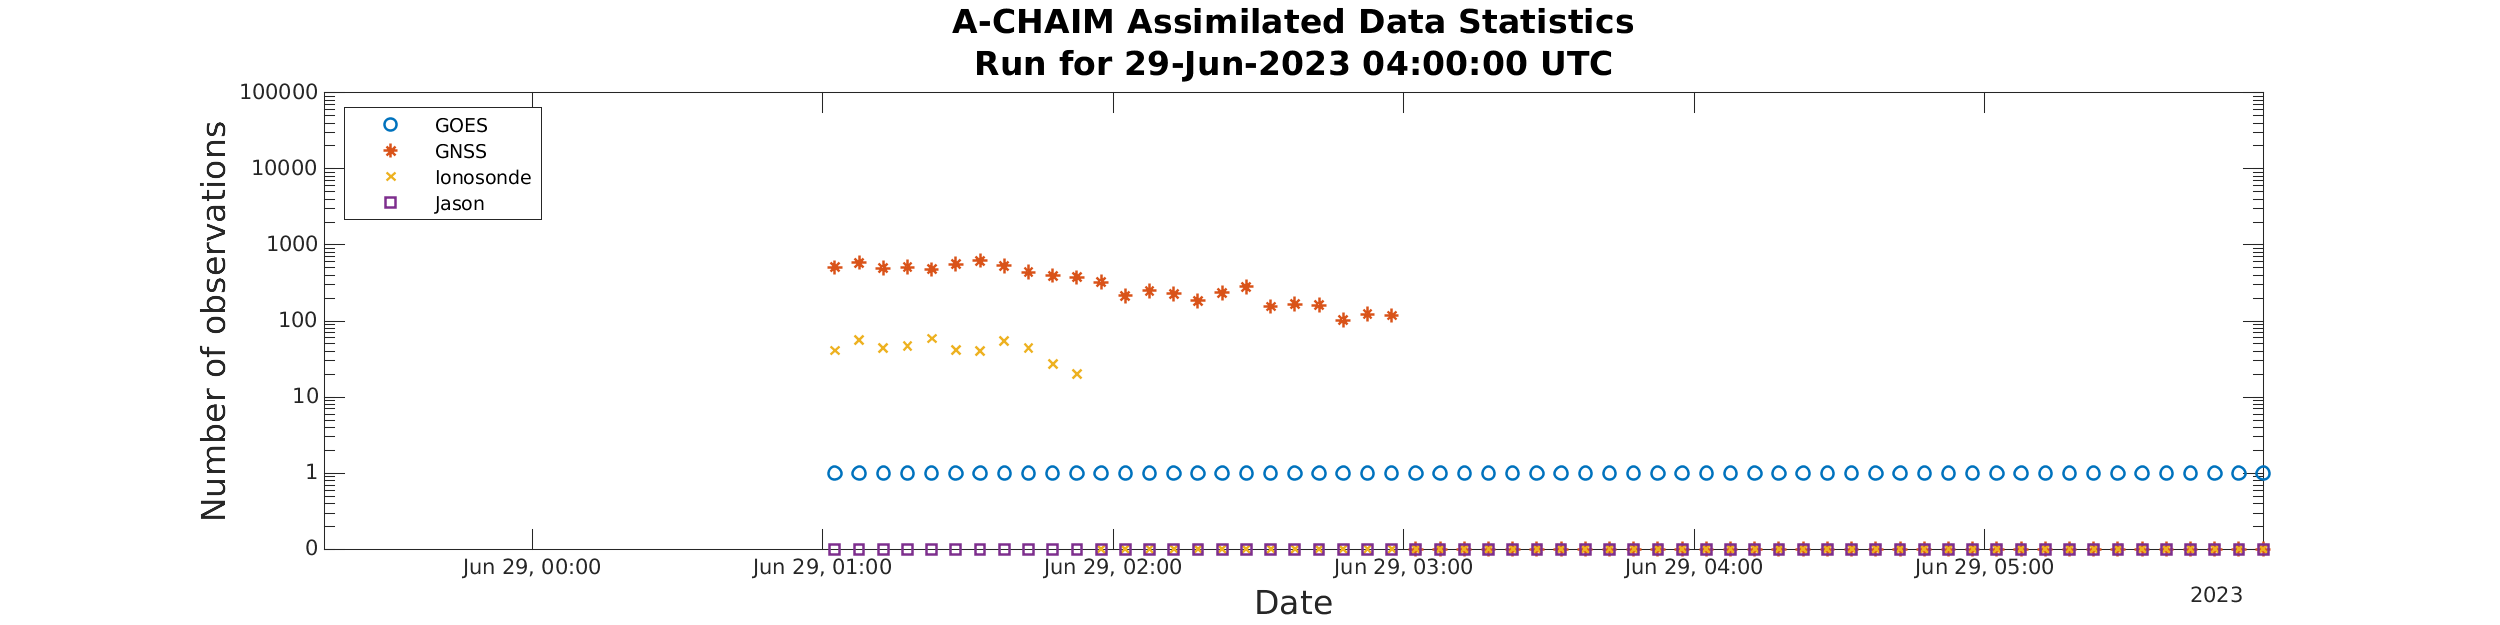 A-CHAIM Assimilated Data Statistics
Run for 29-Jun-2023 04:00:00 UTC
Number of observations
100000
10000
1000
100
10
1
0
GOES
GNSS
Ionosonde
Jason
Jun 29, 00:00
Jun 29, 01:00
Jun 29, 02:00
Jun 29, 03:00
Jun 29, 04:00
Jun 29, 05:00
2023
Date